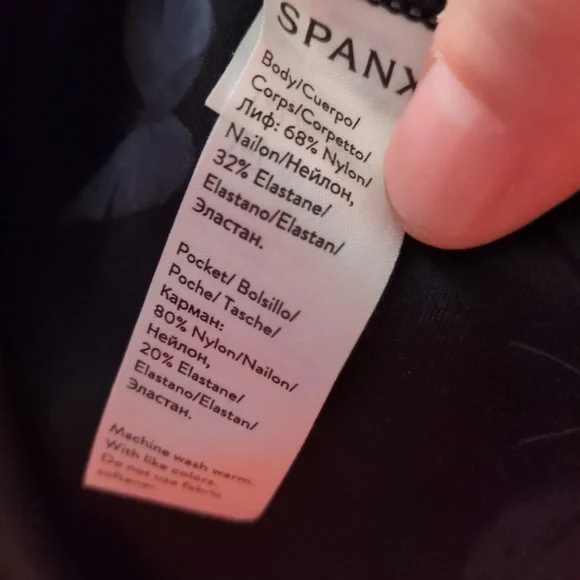 SPANX
Body/Cuerpo/
Corps/Corpetto/
Лиф: 68% Nylon/
Nailon/Нейлон,
32% Elastane/
Elastano/Elastan/
Эластан.
Pocket/ Bolsillo/
Poche/ Tasche/
Карман:
80% Nylon/Nailon/
Нейлон,
20% Elastane/
Elastano/Elastan/
Эластан.
Machine wash warm.
With like colors.
Do not use fabric
softener.